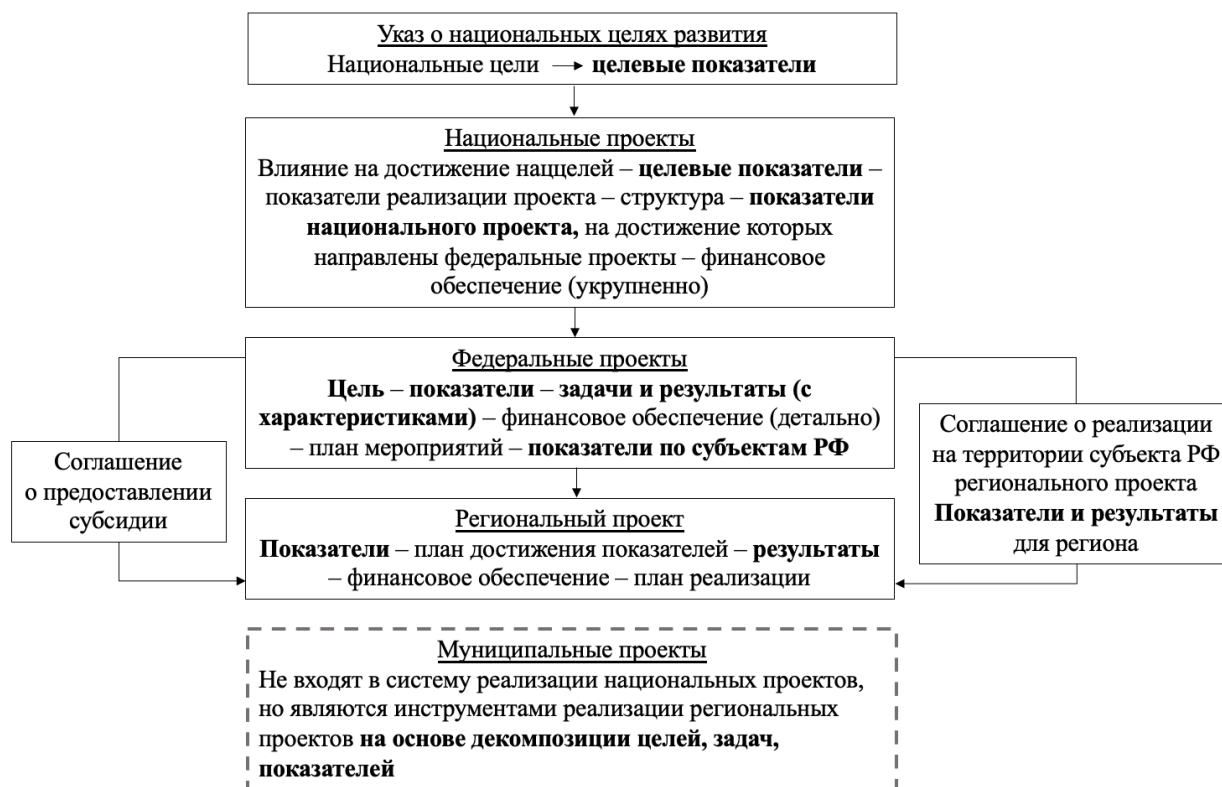 Указ о национальных целях развития
Национальные цели → целевые показатели
Национальные проекты
Влияние на достижение наццелей – целевые показатели –
показатели реализации проекта – структура – показатели
национального проекта, на достижение которых
направлены федеральные проекты – финансовое
обеспечение (укрупненно)
Федеральные проекты
Цель – показатели – задачи и результаты (с
характеристиками) – финансовое обеспечение (детально)
– план мероприятий – показатели по субъектам РФ
Соглашение
о предоставлении
субсидии
Соглашение о реализации
на территории субъекта РФ
регионального проекта
Показатели и результаты
для региона
Региональный проект
Показатели – план достижения показателей – результаты
– финансовое обеспечение – план реализации
Муниципальные проекты
Не входят в систему реализации национальных проектов,
но являются инструментами реализации региональных
проектов на основе декомпозиции целей, задач,
показателей